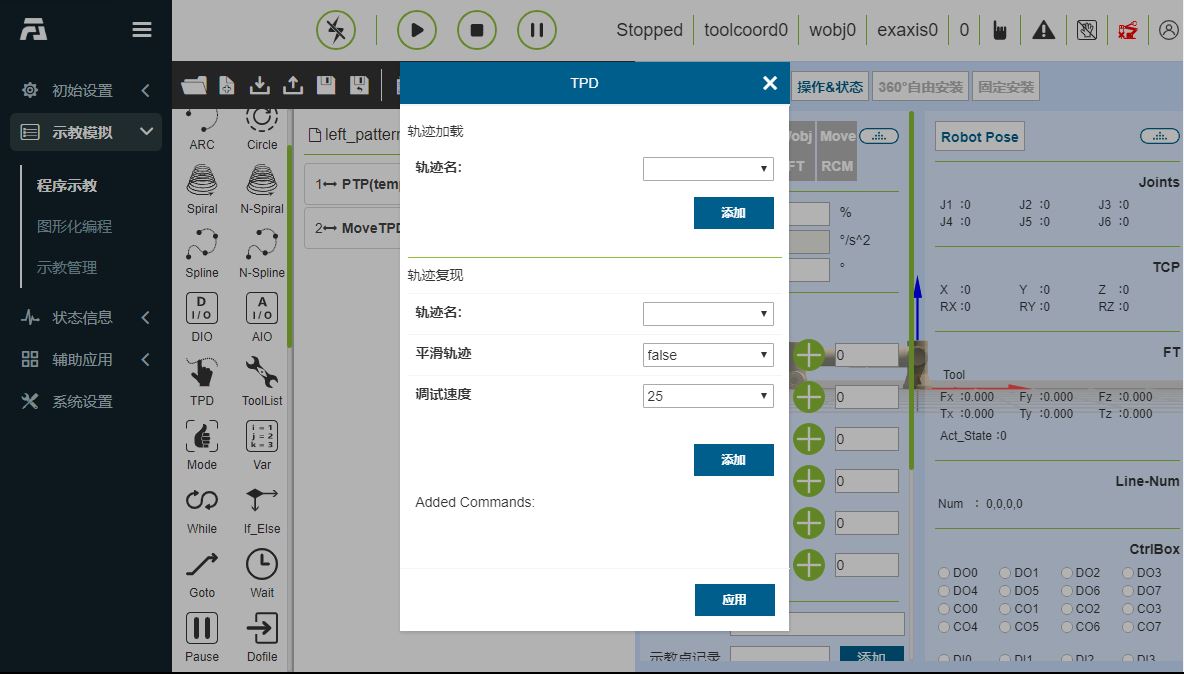 Stopped
toolcoord0
wobj0
exaxis0
0
初始设置
示教模拟
程序示教
图形化编程
示教管理
状态信息
辅助应用
系统设置
ARC
Circle
Spiral
N-Spiral
Spline
N-Spline
D
I/O
DIO
A
I/O
AIO
TPD
ToolList
Mode
i = 1
j = 2
k = 3
Var
While
If_Else
Goto
Wait
Pause
Dofile
left_pattern
1 PTP(tem
2 MoveTPD
TPD
轨迹加载
轨迹名:
添加
轨迹复现
轨迹名:
平滑轨迹
false
调试速度
25
添加
Added Commands:
应用
操作&状态
360°自由安装
固定安装
obj
Move
FT
RCM
%
°/s^2
°
0
0
0
0
0
0
示教点记录
添加
Robot Pose
Joints
J1 :0 J2 :0 J3 :0
J4 :0 J5 :0 J6 :0
TCP
X :0 Y :0 Z :0
RX :0 RY :0 RZ :0
FT
Tool
Fx :0.000 Fy :0.000 Fz :0.000
Tx :0.000 Ty :0.000 Tz :0.000
Act_State :0
Line-Num
Num : 0,0,0,0
CtrlBox
DO0 DO1 DO2 DO3
DO4 DO5 DO6 DO7
CO0 CO1 CO2 CO3
CO4 CO5 CO6 CO7
DI0 DI1 DI2 DI3